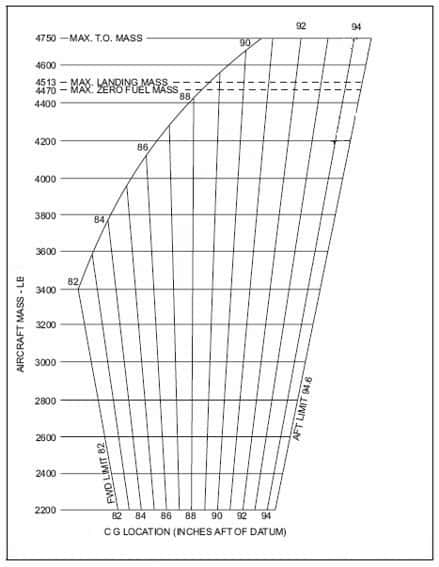 92
94
4750 MAX. T.O. MASS
90
4600
4513 MAX. LANDING MASS
4470 MAX. ZERO FUEL MASS
88
4400
4200
86
4000
3800
84
3600
82
3400
3200
3000
2800
2600
2400
2200
AIRCRAFT MASS - LB
FWD LIMIT 82
AFT LIMIT 94.6
82 84 86 88 90 92 94
C G LOCATION (INCHES AFT OF DATUM)